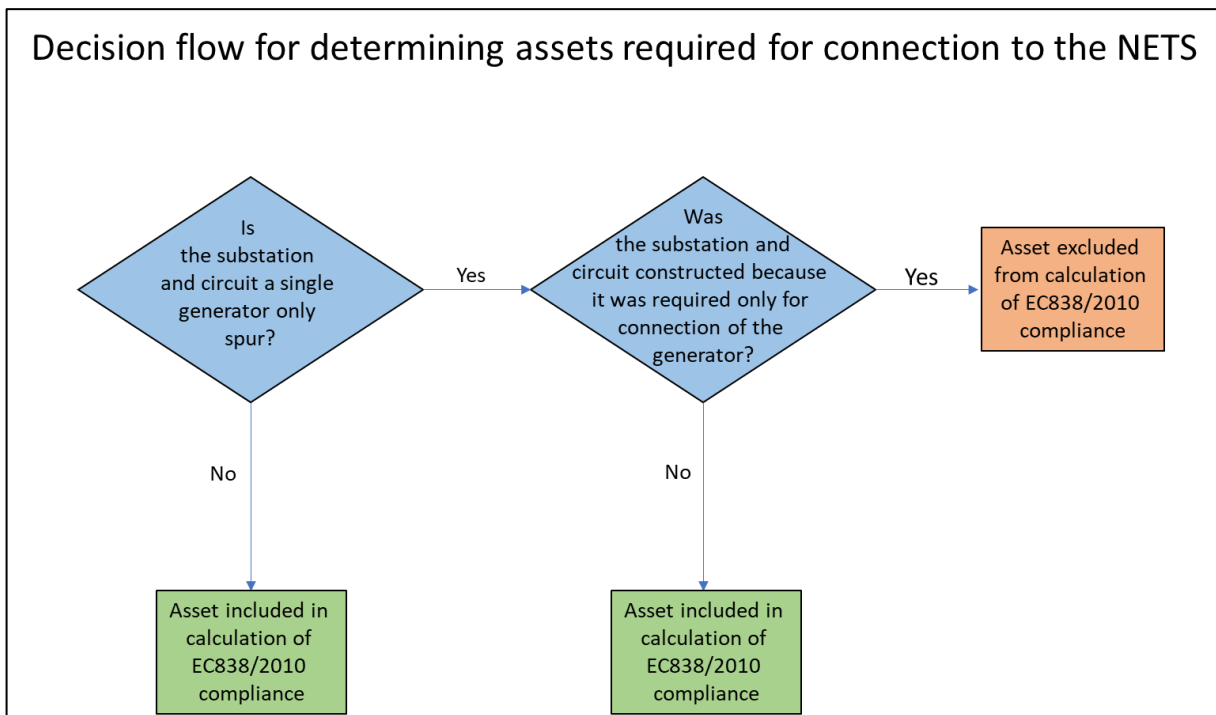 Decision flow for determining assets required for connection to the NETS
Is
the substation
and circuit a single
generator only
spur?
Yes
Was
the substation and
circuit constructed because
it was required only for
connection of the
generator?
Yes
Asset excluded
from calculation
of EC838/2010
compliance
No
No
Asset included in
calculation of
EC838/2010
compliance
Asset included in
calculation of
EC838/2010
compliance